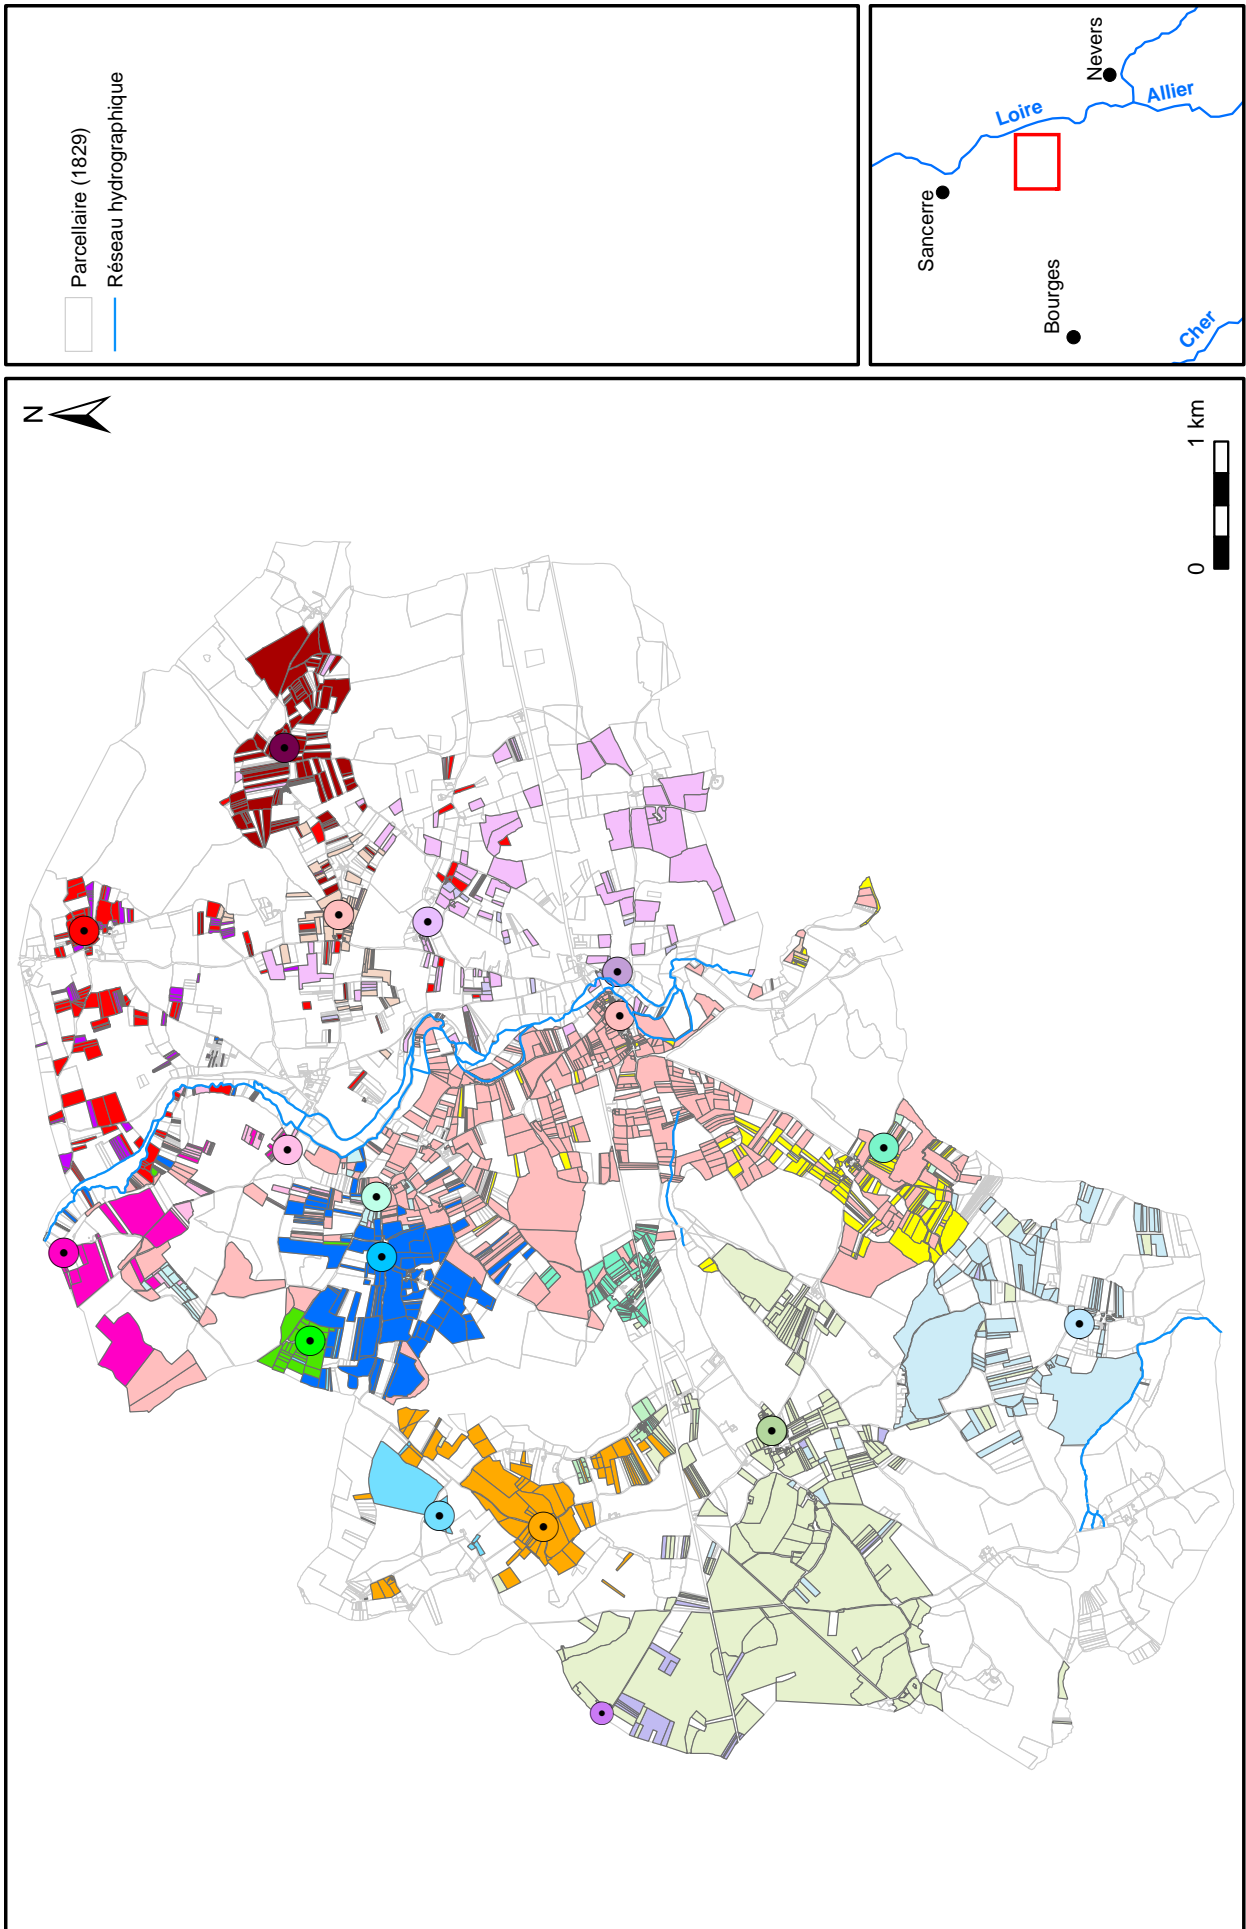 Parcellaire (1829)
Réseau hydrographique
Sancerre
Bourges
Nevers
Loire
Allier
Cher
N
0 1 km